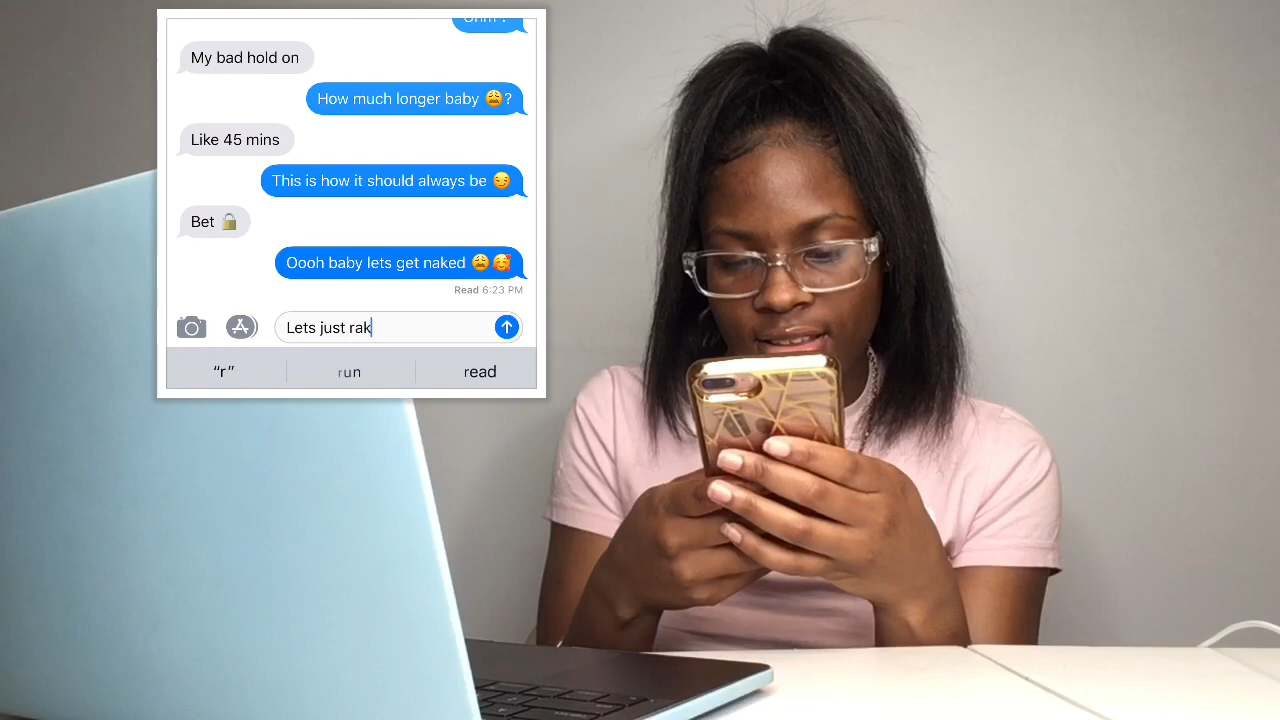 My bad hold on
How much longer baby 😩?
Like 45 mins
This is how it should always be 😏
Bet 🔒
Oooh baby lets get naked 😩🥰
Read 6:23 PM
Lets just rak
“r” run read